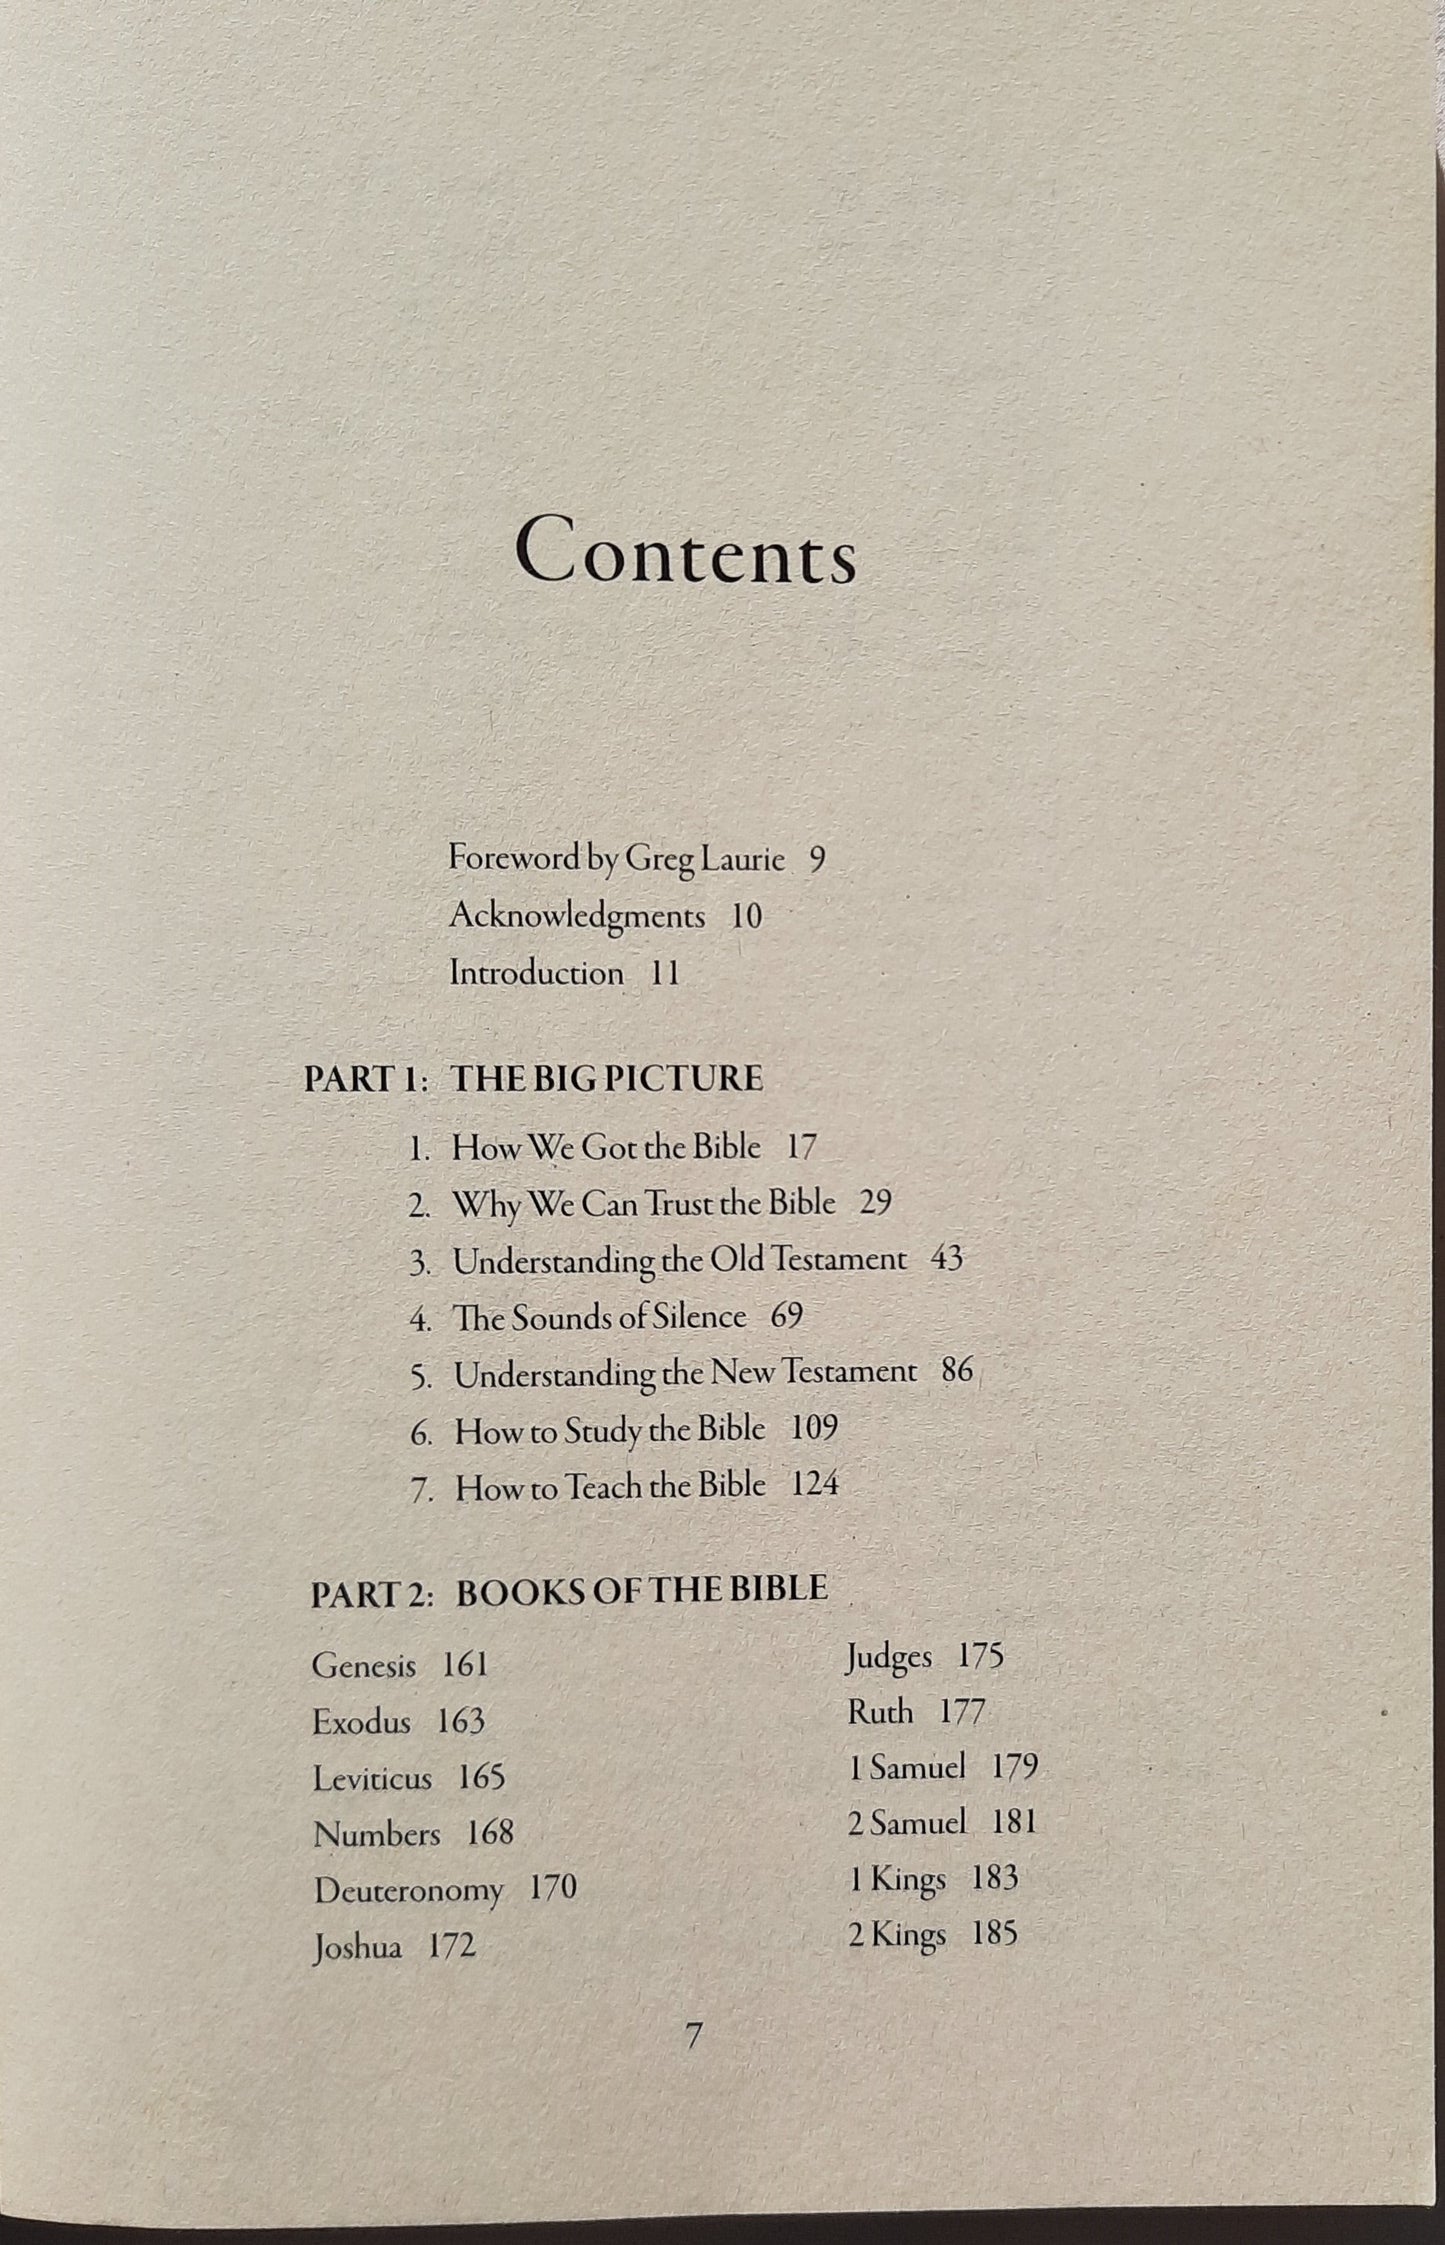 Contents
Foreword by Greg Laurie 9
Acknowledgments 10
Introduction 11
PART 1: THE BIG PICTURE
1. How We Got the Bible 17
2. Why We Can Trust the Bible 29
3. Understanding the Old Testament 43
4. The Sounds of Silence 69
5. Understanding the New Testament 86
6. How to Study the Bible 109
7. How to Teach the Bible 124
PART 2: BOOKS OF THE BIBLE
Genesis 161
Exodus 163
Leviticus 165
Numbers 168
Deuteronomy 170
Joshua 172
Judges 175
Ruth 177
1 Samuel 179
2 Samuel 181
1 Kings 183
2 Kings 185
7